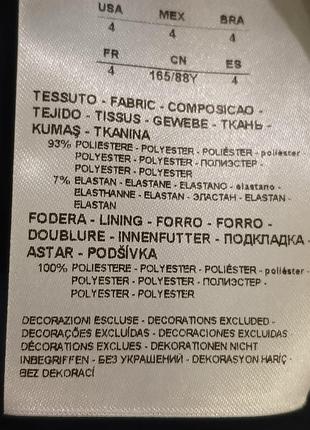 USA MEX BRA
4 4 4
FR CN ES
4 165/88Y 4
TESSUTO - FABRIC - COMPOSICAO -
TEJIDO - TISSUS - GEWEBE - ТКАНЬ -
KUMAŞ - TKANINA
93% POLIESTERE - POLYESTER - POLIÉSTER - poliéster
- POLYESTER - POLYESTER - ПОЛИЭСТЕР -
POLYESTER - POLYESTER
7% ELASTAN - ELASTANE - ELASTANO - elastano -
ELASTHANNE - ELASTAN - ЭЛАСТАН - ELASTAN -
ELASTAN
FODERA - LINING - FORRO - FORRO -
DOUBLURE - INNENFUTTER - ПОДКЛАДКА -
ASTAR - PODŠÍVKA
100% POLIESTERE - POLYESTER - POLIÉSTER - poliéster
- POLYESTER - POLYESTER - ПОЛИЭСТЕР -
POLYESTER - POLYESTER
DECORAZIONI ESCLUSE - DECORATIONS EXCLUDED -
DECORAÇÕES EXCLUÍDAS - DECORACIONES EXCLUIDAS -
DÉCORATIONS EXCLUES - DEKORATIONEN NICHT
INBEGRIFFEN - БЕЗ УКРАШЕНИЙ - DEKORASYON HARİÇ -
BEZ DEKORACÍ